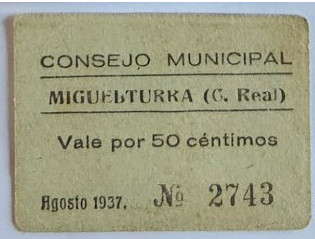 CONSEJO MUNICIPAL
MIGUELTURRA (C. Real)
Vale por 50 céntimos
Agosto 1937. Nº 2743